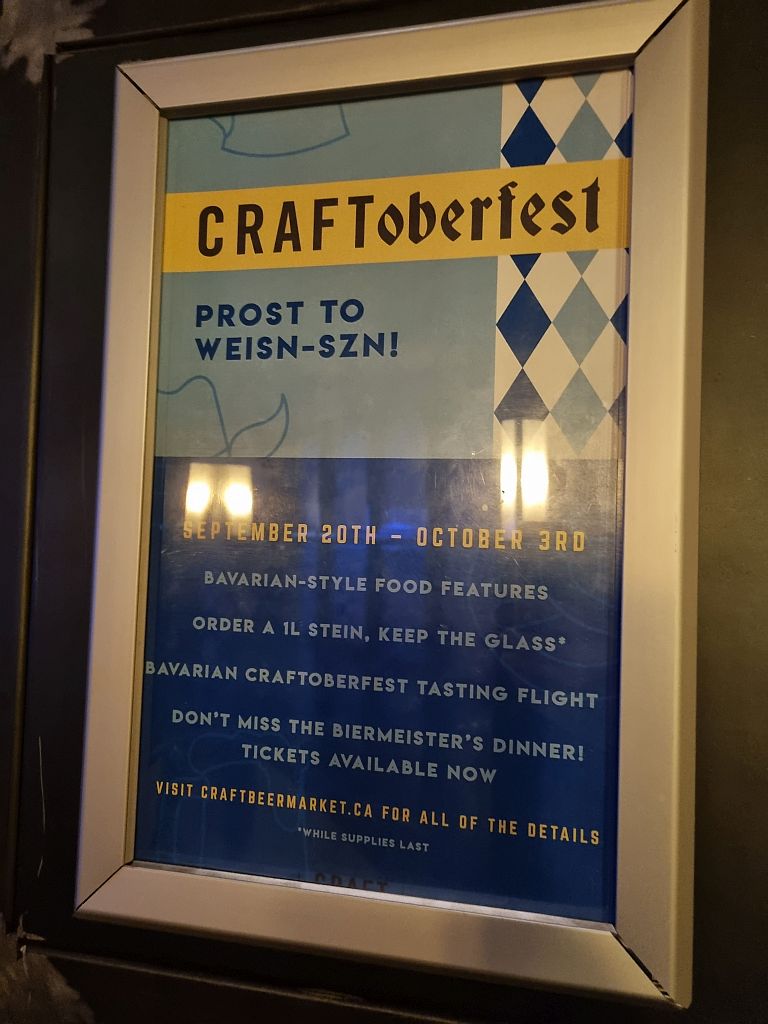 CRAFToberfest
PROST TO
WEISN-SZN!
SEPTEMBER 20TH – OCTOBER 3RD
BAVARIAN-STYLE FOOD FEATURES
ORDER A 1L STEIN, KEEP THE GLASS*
BAVARIAN CRAFTOBERFEST TASTING FLIGHT
DON'T MISS THE BIERMEISTER'S DINNER!
TICKETS AVAILABLE NOW
VISIT CRAFTBEERMARKET.CA FOR ALL OF THE DETAILS
*WHILE SUPPLIES LAST
CRAFT